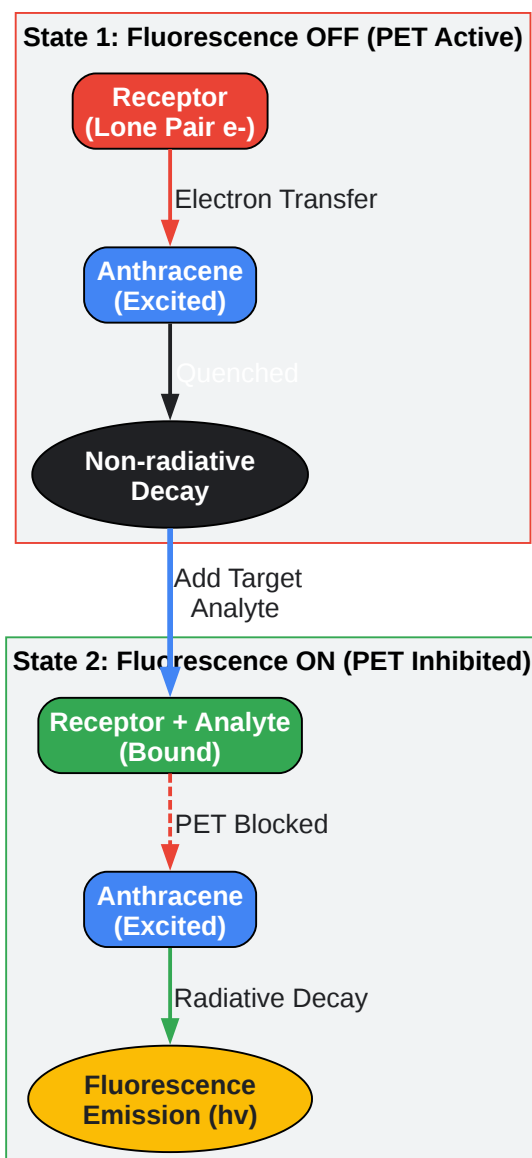 State 1: Fluorescence OFF (PET Active)
Receptor
(Lone Pair e-)
Electron Transfer
Anthracene
(Excited)
Quenched
Non-radiative
Decay
Add Target
Analyte
State 2: Fluorescence ON (PET Inhibited)
Receptor + Analyte
(Bound)
PET Blocked
Anthracene
(Excited)
Radiative Decay
Fluorescence
Emission (hv)